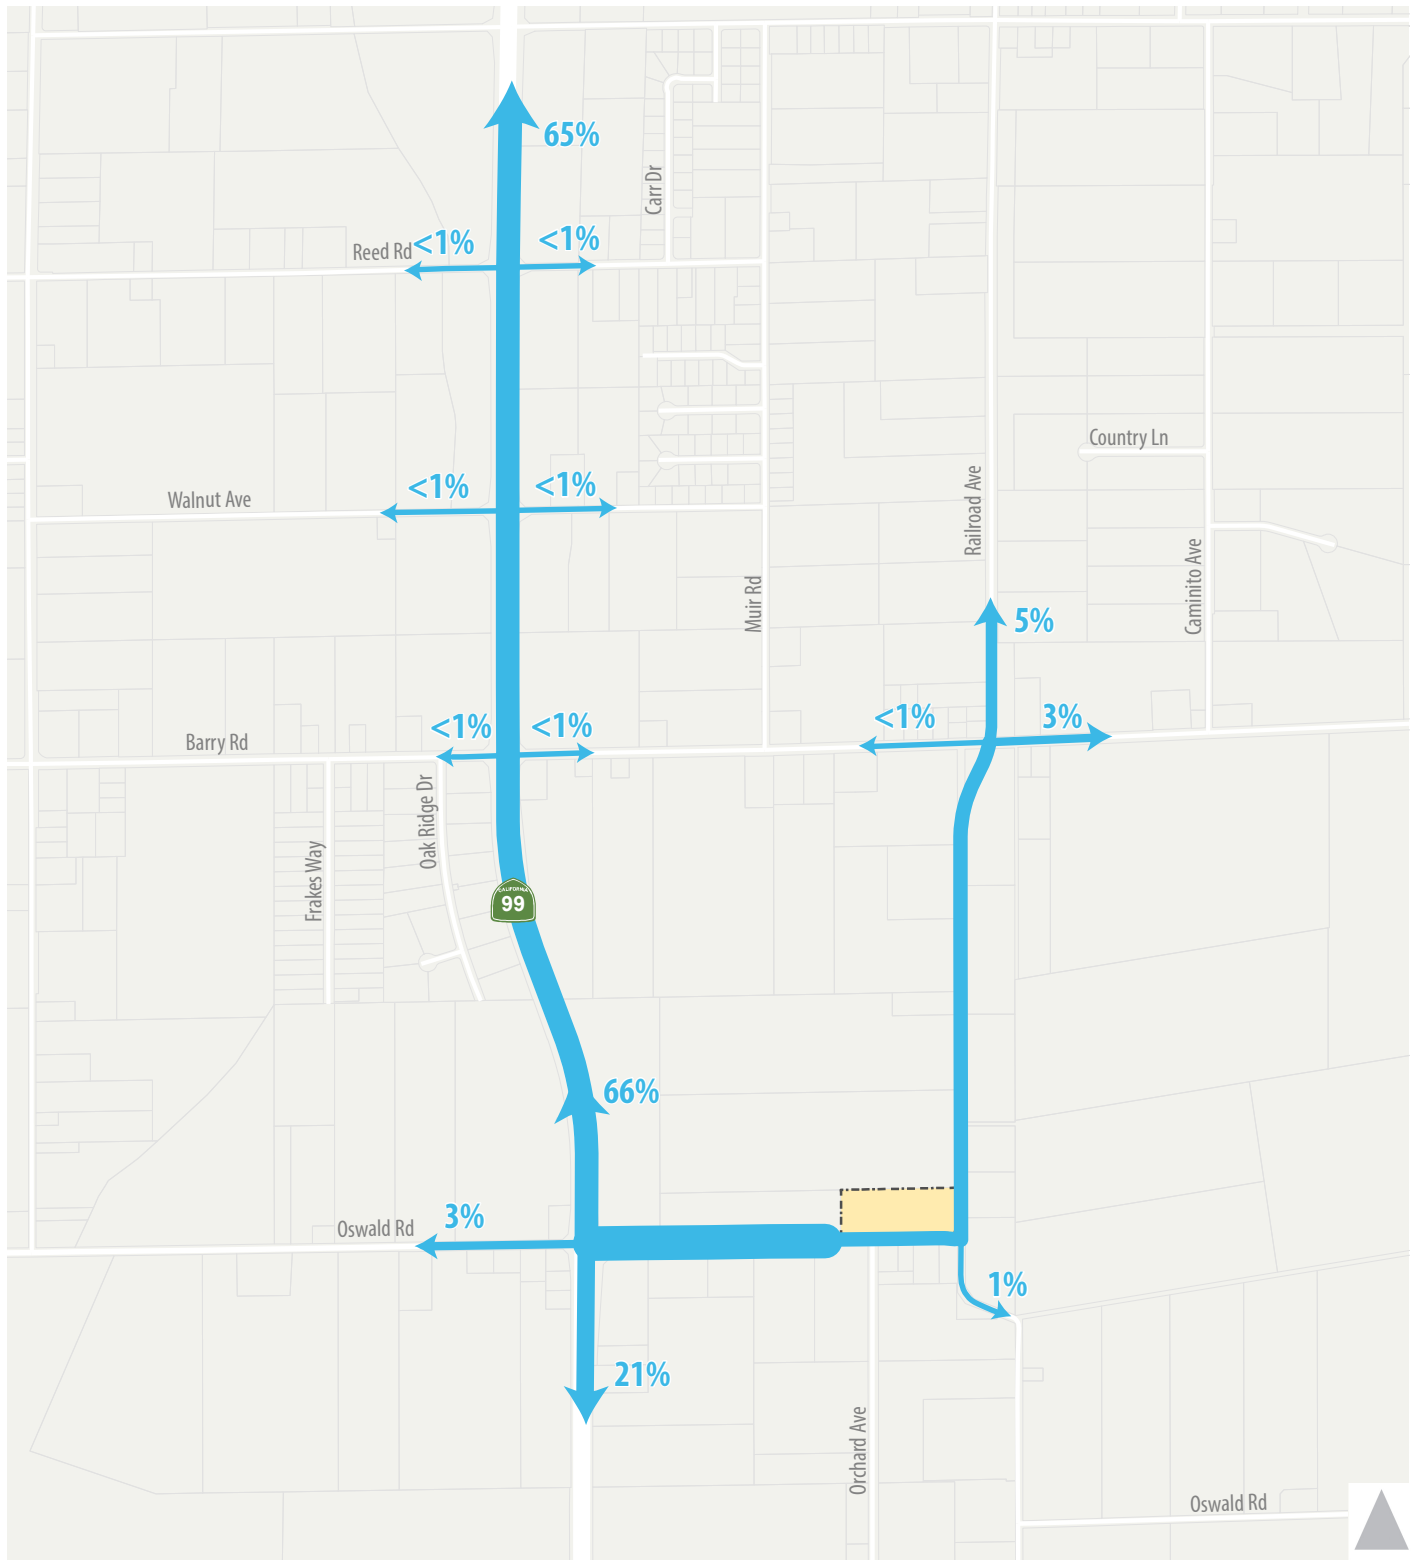 65%
Carr Dr
Reed Rd
<1%
<1%
Country Ln
Walnut Ave
<1%
<1%
Railroad Ave
Caminito Ave
Muir Rd
5%
Barry Rd
<1%
<1%
<1%
3%
Oak Ridge Dr
Frakes Way
CALIFORNIA
99
66%
Oswald Rd
3%
1%
21%
Orchard Ave
Oswald Rd